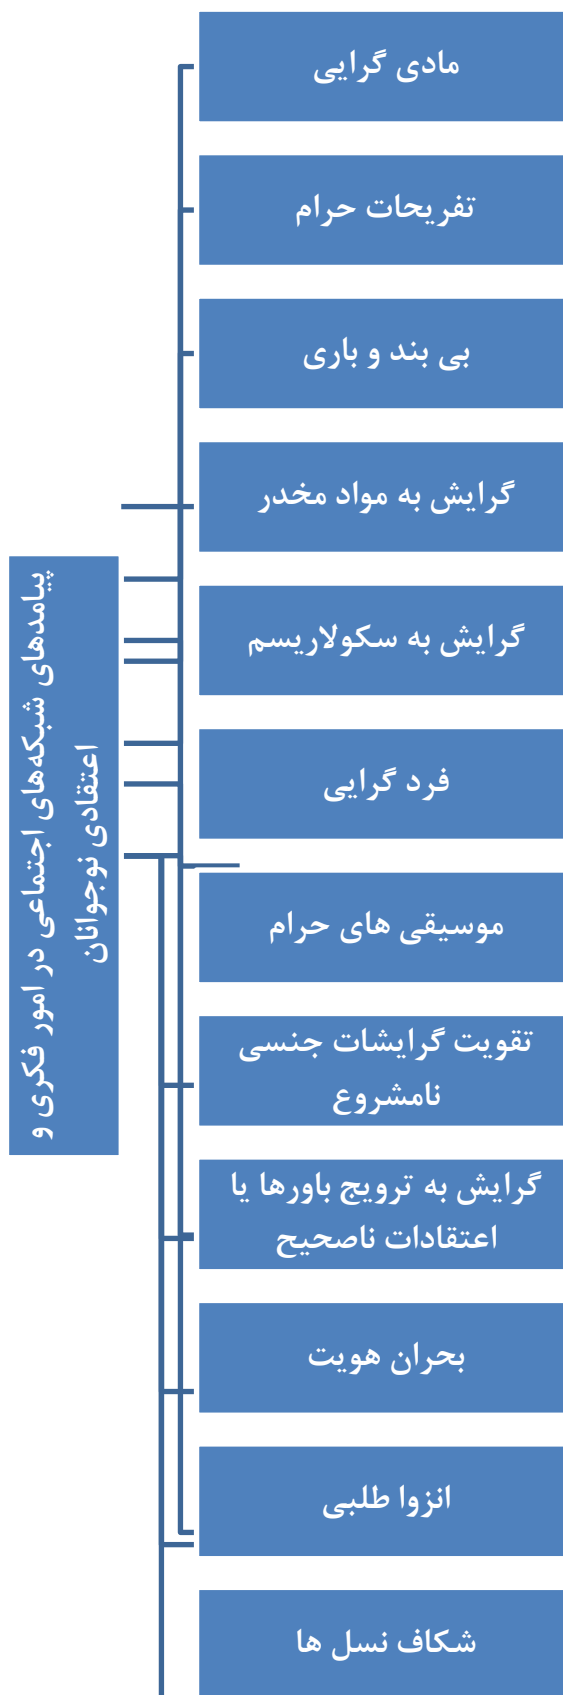 مادی گرایی
تفریحات حرام
بی بند و باری
گرایش به مواد مخدر
گرایش به سکولاریسم
فرد گرایی
موسیقی های حرام
تقویت گرایشات جنسی
نامشروع
گرایش به ترویج باورها یا
اعتقادات ناصحیح
بحران هویت
انزوا طلبی
شکاف نسل ها
پیامدهای شبکه‌های اجتماعی در امور فکری و
اعتقادی نوجوانان